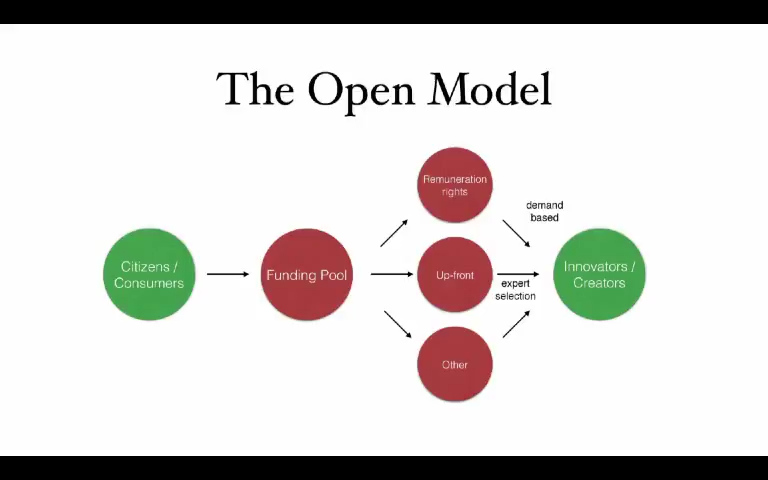 The Open Model
Remuneration
rights
demand
based
Citizens /
Consumers
Funding Pool
Up-front
expert
selection
Innovators /
Creators
Other